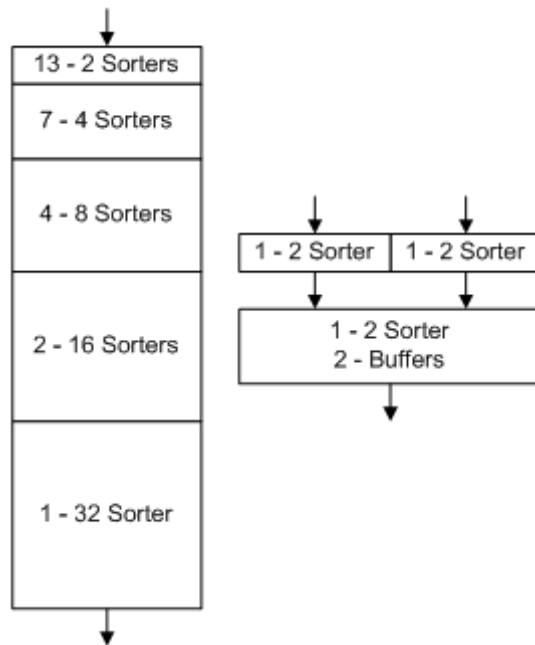 13 - 2 Sorters
7 - 4 Sorters
4 - 8 Sorters
2 - 16 Sorters
1 - 32 Sorter
1 - 2 Sorter
1 - 2 Sorter
1 - 2 Sorter
2 - Buffers